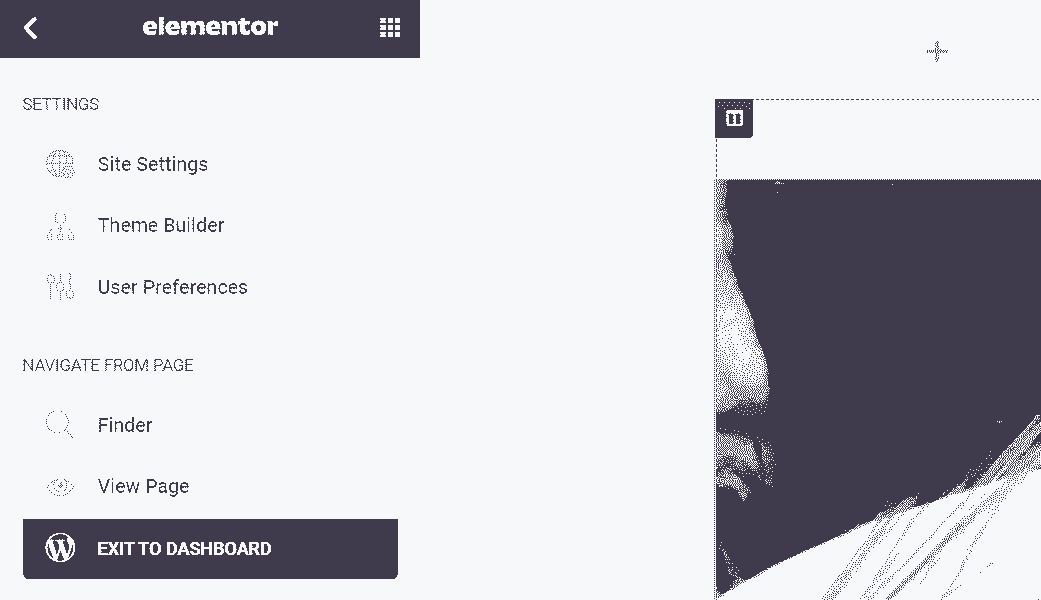 elementor
SETTINGS
Site Settings
Theme Builder
User Preferences
NAVIGATE FROM PAGE
Finder
View Page
EXIT TO DASHBOARD